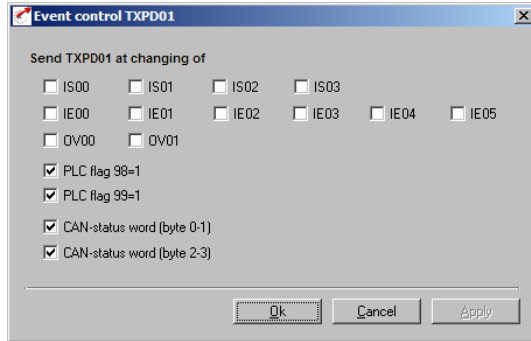 Event control TXPD01
Send TXPD01 at changing of
IS00 IS01 IS02 IS03
IE00 IE01 IE02 IE03 IE04 IE05
OV00 OV01
PLC flag 98=1
PLC flag 99=1
CAN-status word (byte 0-1)
CAN-status word (byte 2-3)
Ok Cancel Apply